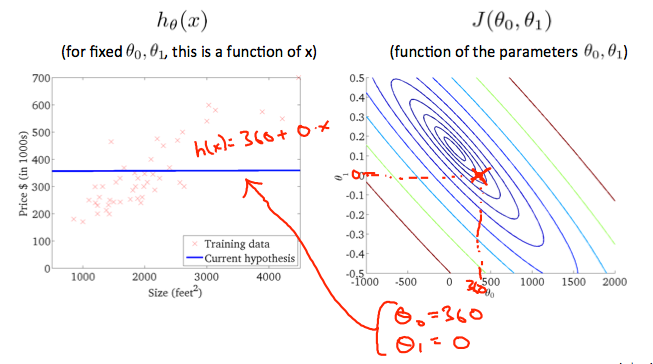 hθ(x)
(for fixed θ₀, θ₁, this is a function of x)
700
600
500
400
300
200
100
0
Price $ (in 1000s)
1000
2000
3000
4000
Size (feet²)
Training data
Current hypothesis
h(x) = 360 + 0·x
J(θ₀, θ₁)
(function of the parameters θ₀, θ₁)
0.5
0.4
0.3
0.2
0.1
0
-0.1
-0.2
-0.3
-0.4
-0.5
θ₁
-1000
-500
0
500
1000
1500
2000
360
θ₀
θ₀ = 360
θ₁ = 0